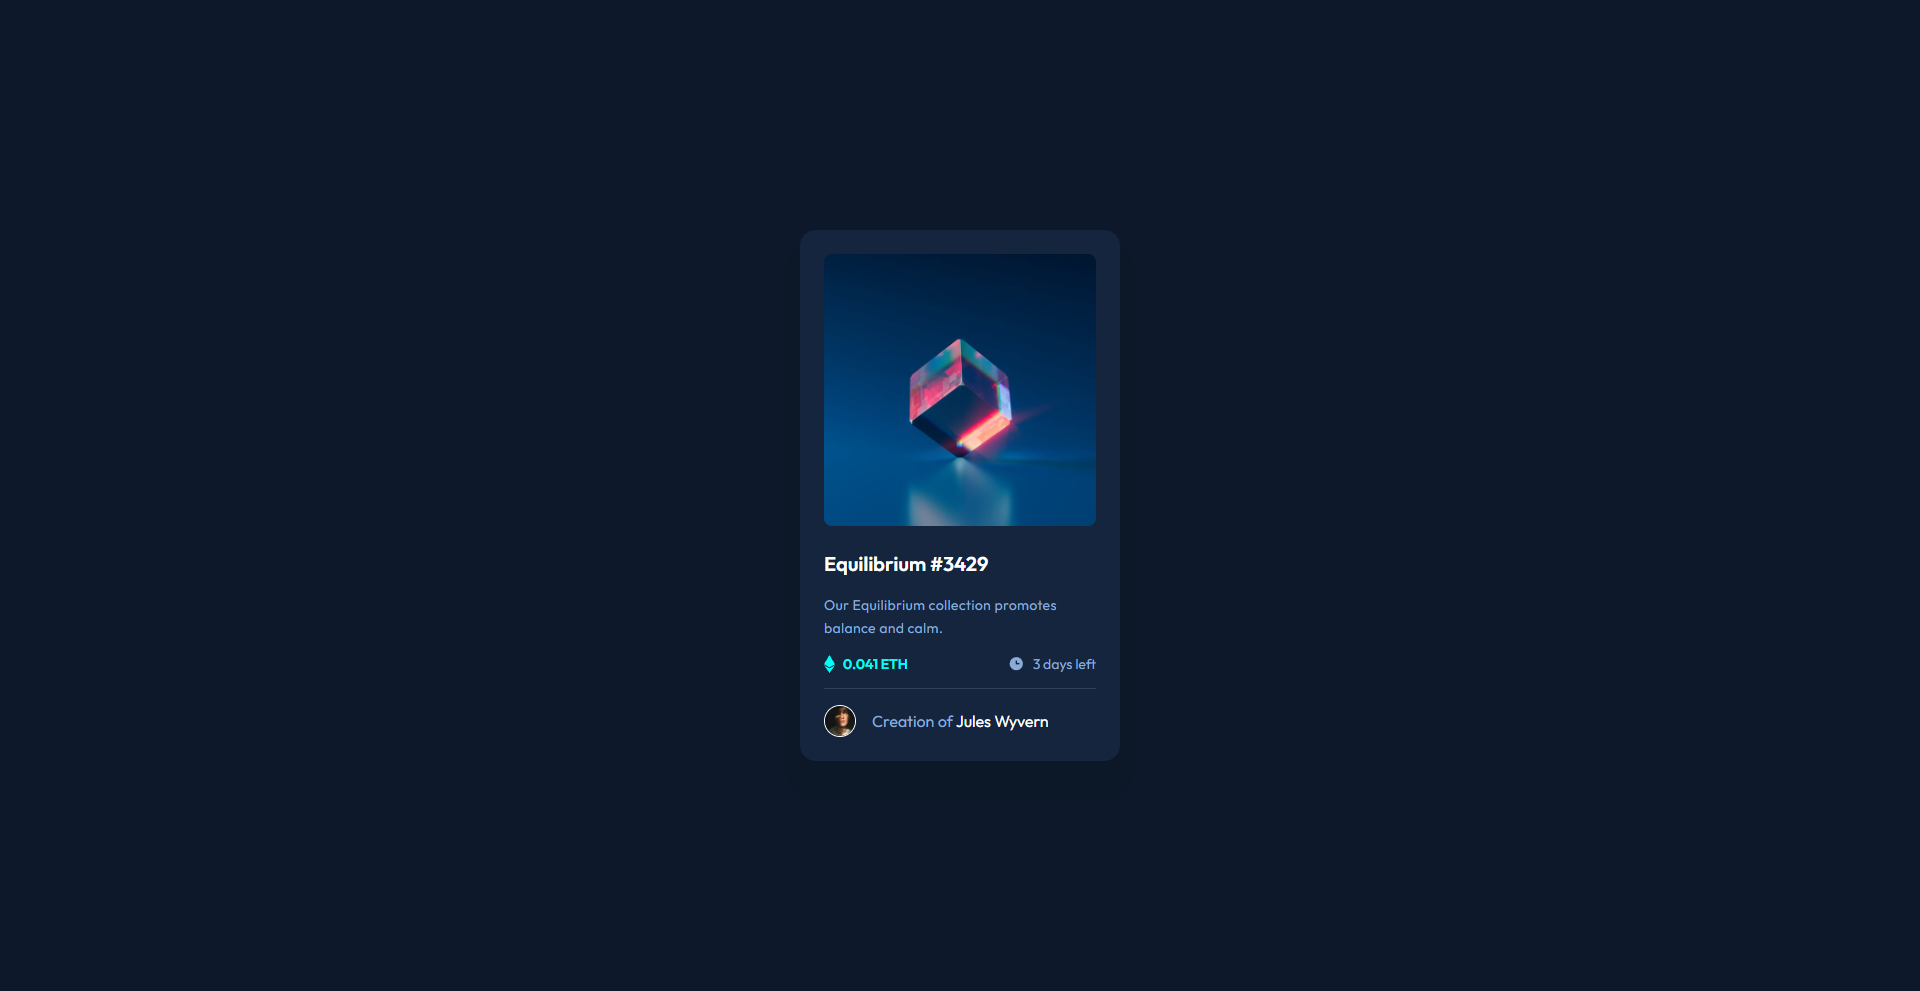 Equilibrium #3429
Our Equilibrium collection promotes
balance and calm.
0.041 ETH
3 days left
Creation of Jules Wyvern